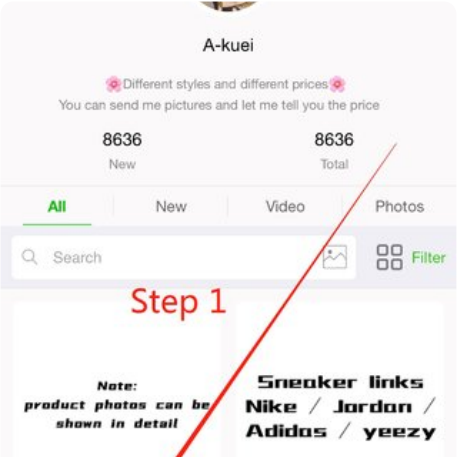 A-kuei
🌸Different styles and different prices🌸
You can send me pictures and let me tell you the price
8636
8636
New
Total
All
New
Video
Photos
Search
Filter
Step 1
Note:
product photos can be
shown in detail
Sneaker links
Nike / Jordan /
Adidas / yeezy